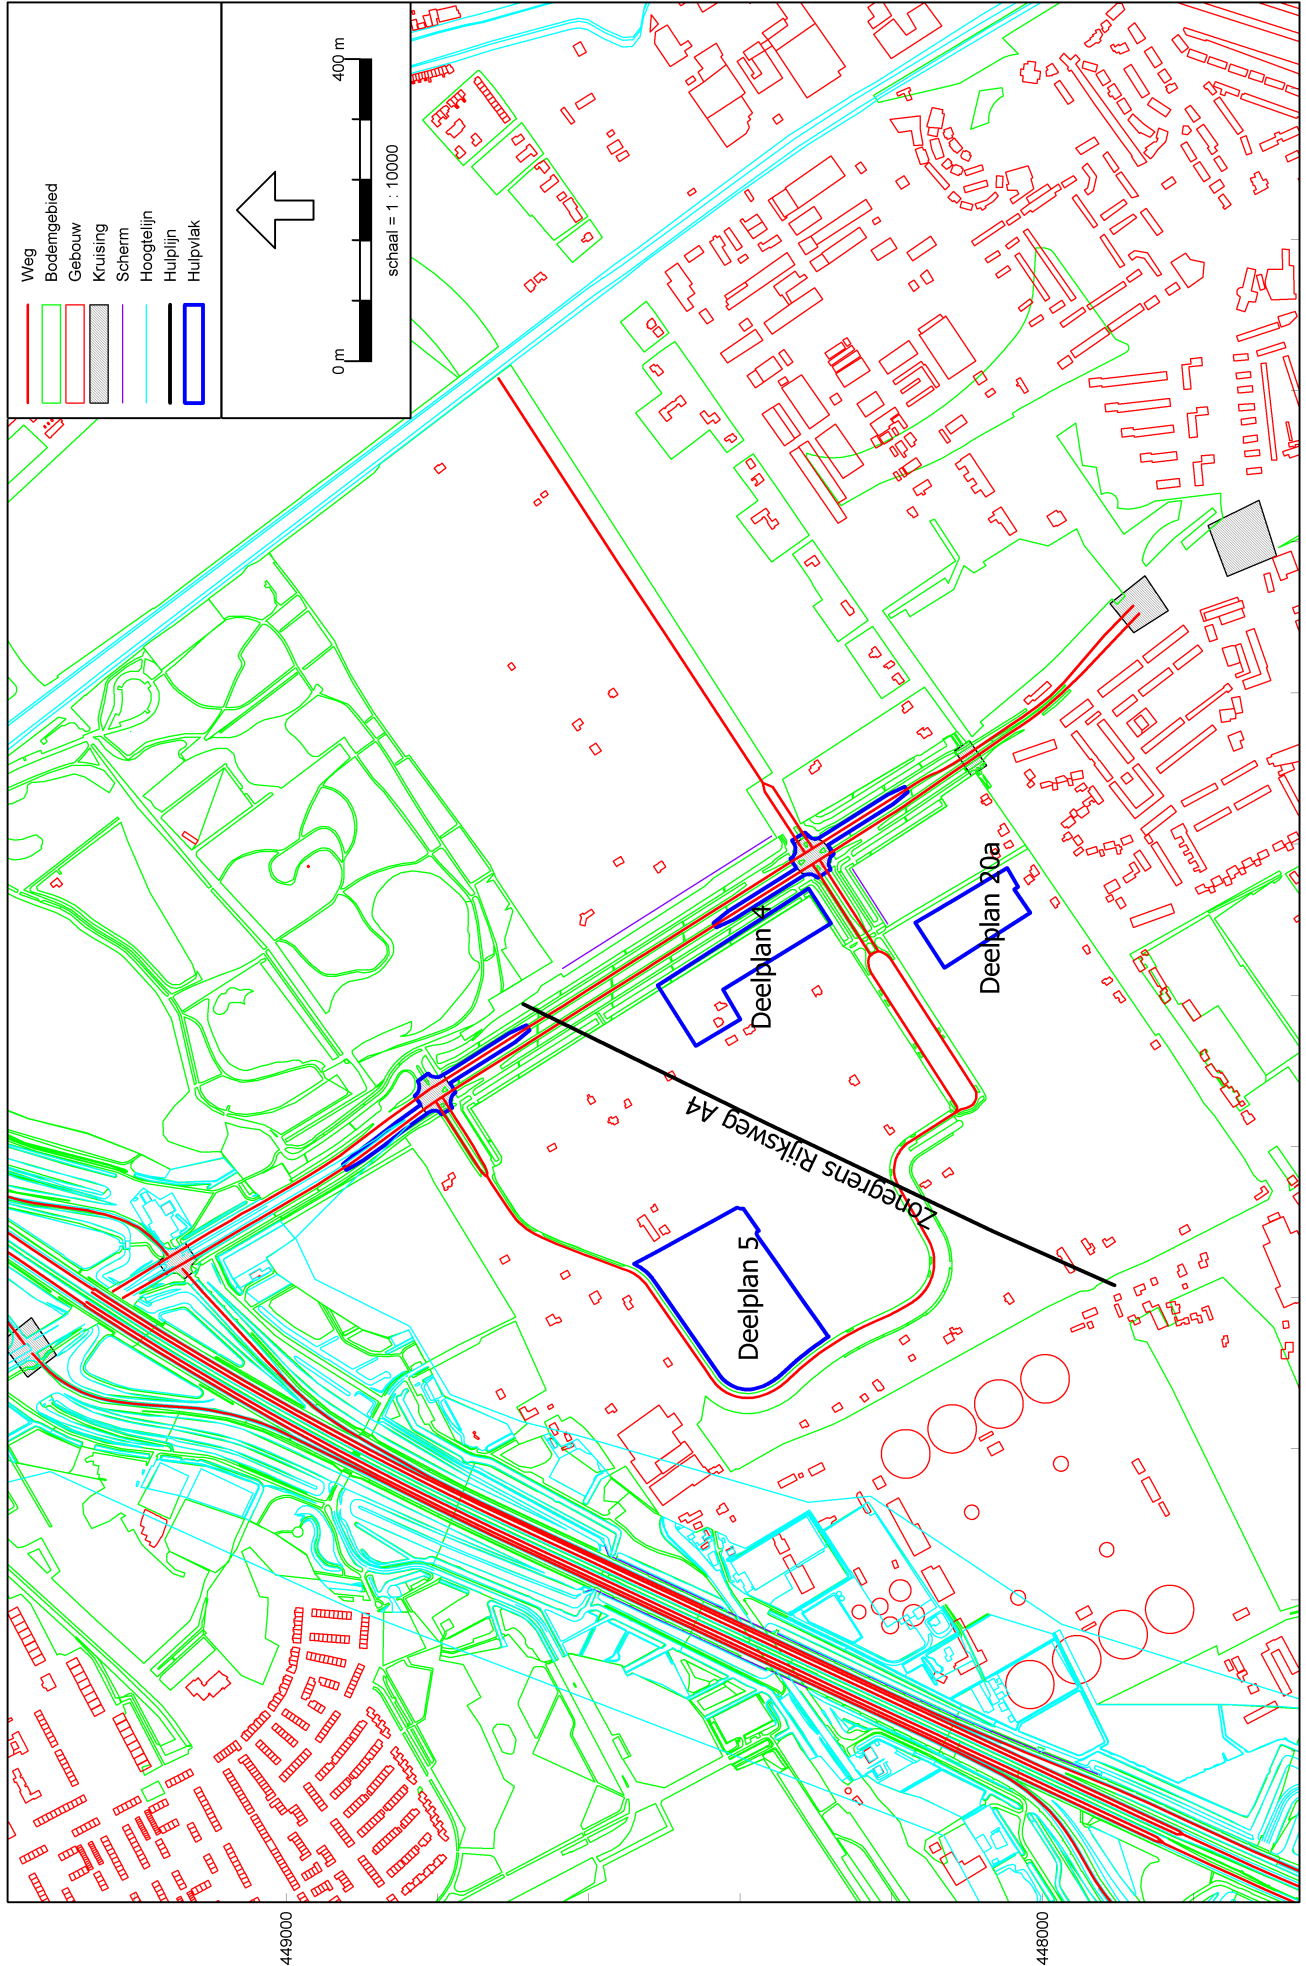 Weg
Bodemgebied
Gebouw
Kruising
Scherm
Hoogtelijn
Hulplijn
Hulpvlak
0 m
400 m
schaal = 1 : 10000
Deelplan 4
Deelplan 20a
Deelplan 5
Zonegrens Rijksweg A4
449000
448000